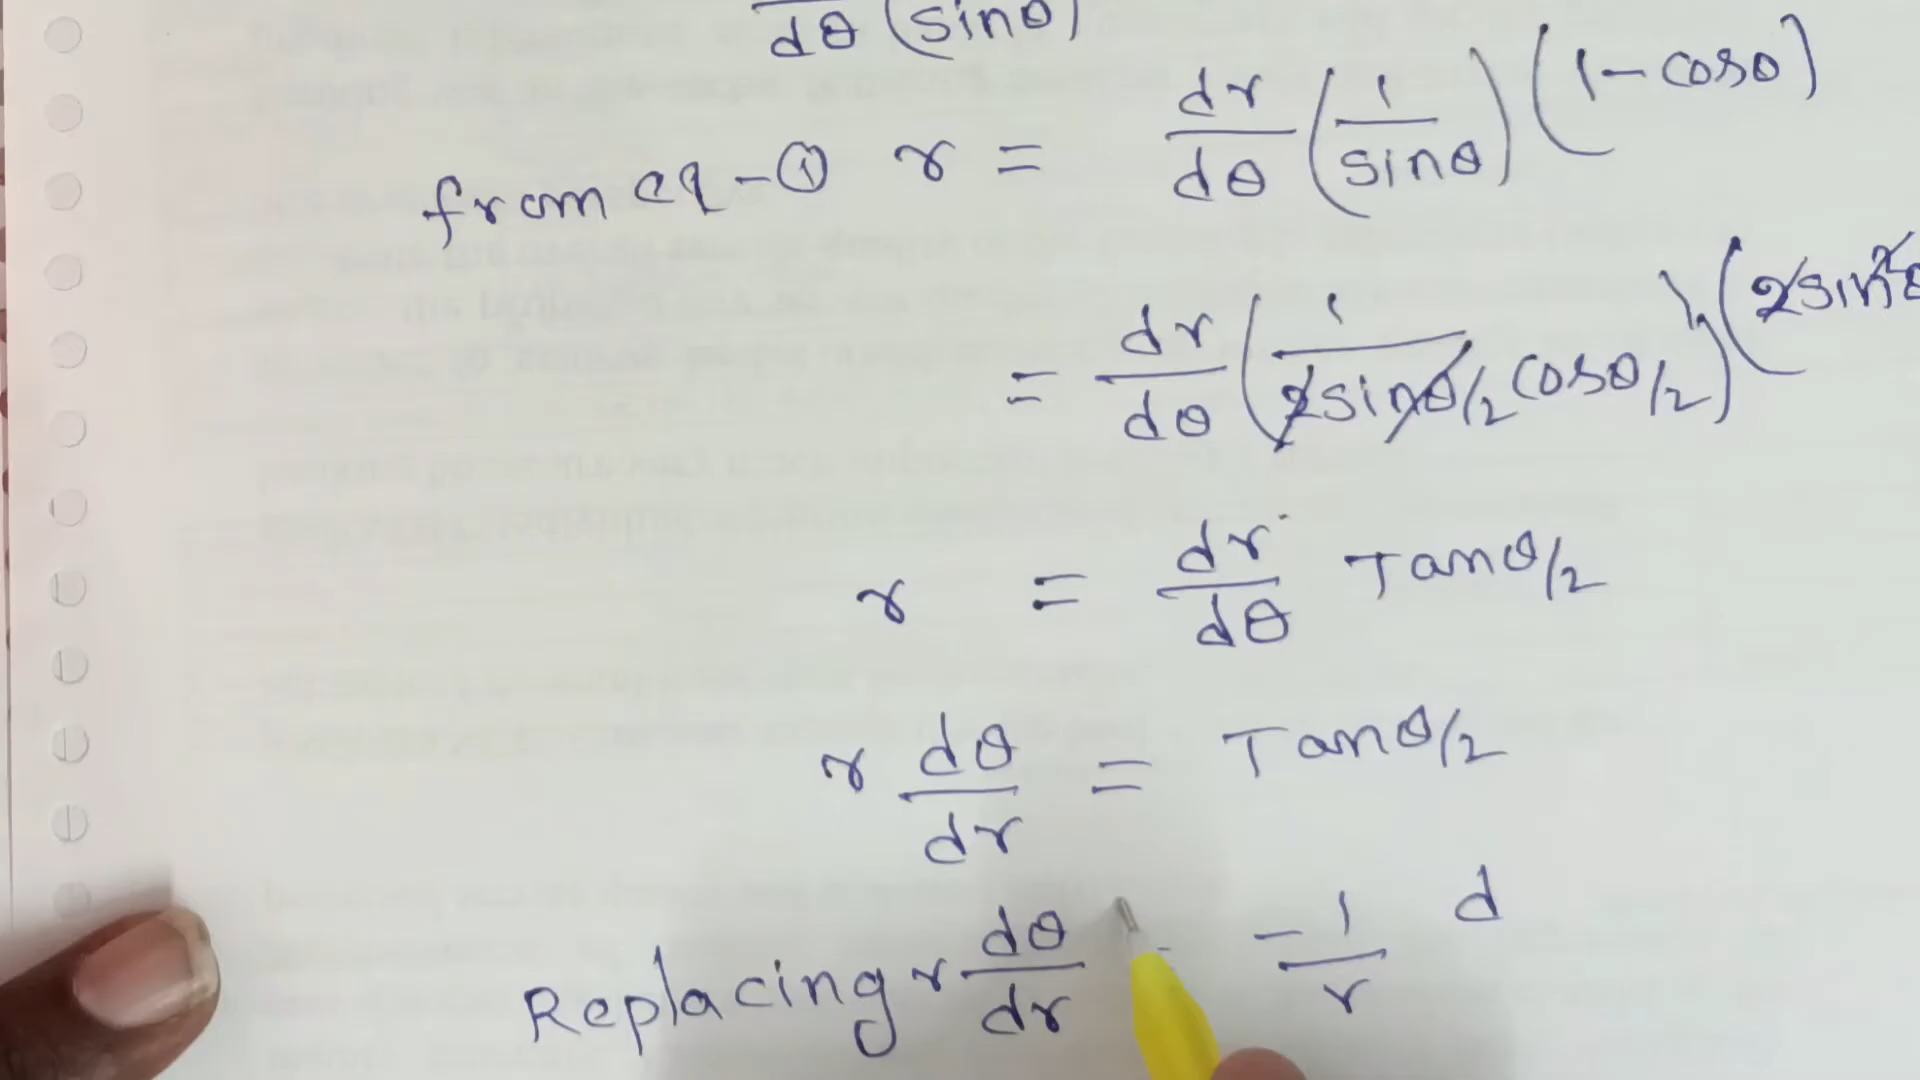 dθ (sinθ)
from eq-① r = dr/dθ (1/sinθ) (1-cosθ)
= dr/dθ (1/2sinθ/2 cosθ/2) (2sin²θ
r = dr/dθ Tanθ/2
r dθ/dr = Tanθ/2
Replacing r dθ/dr - 1/r d